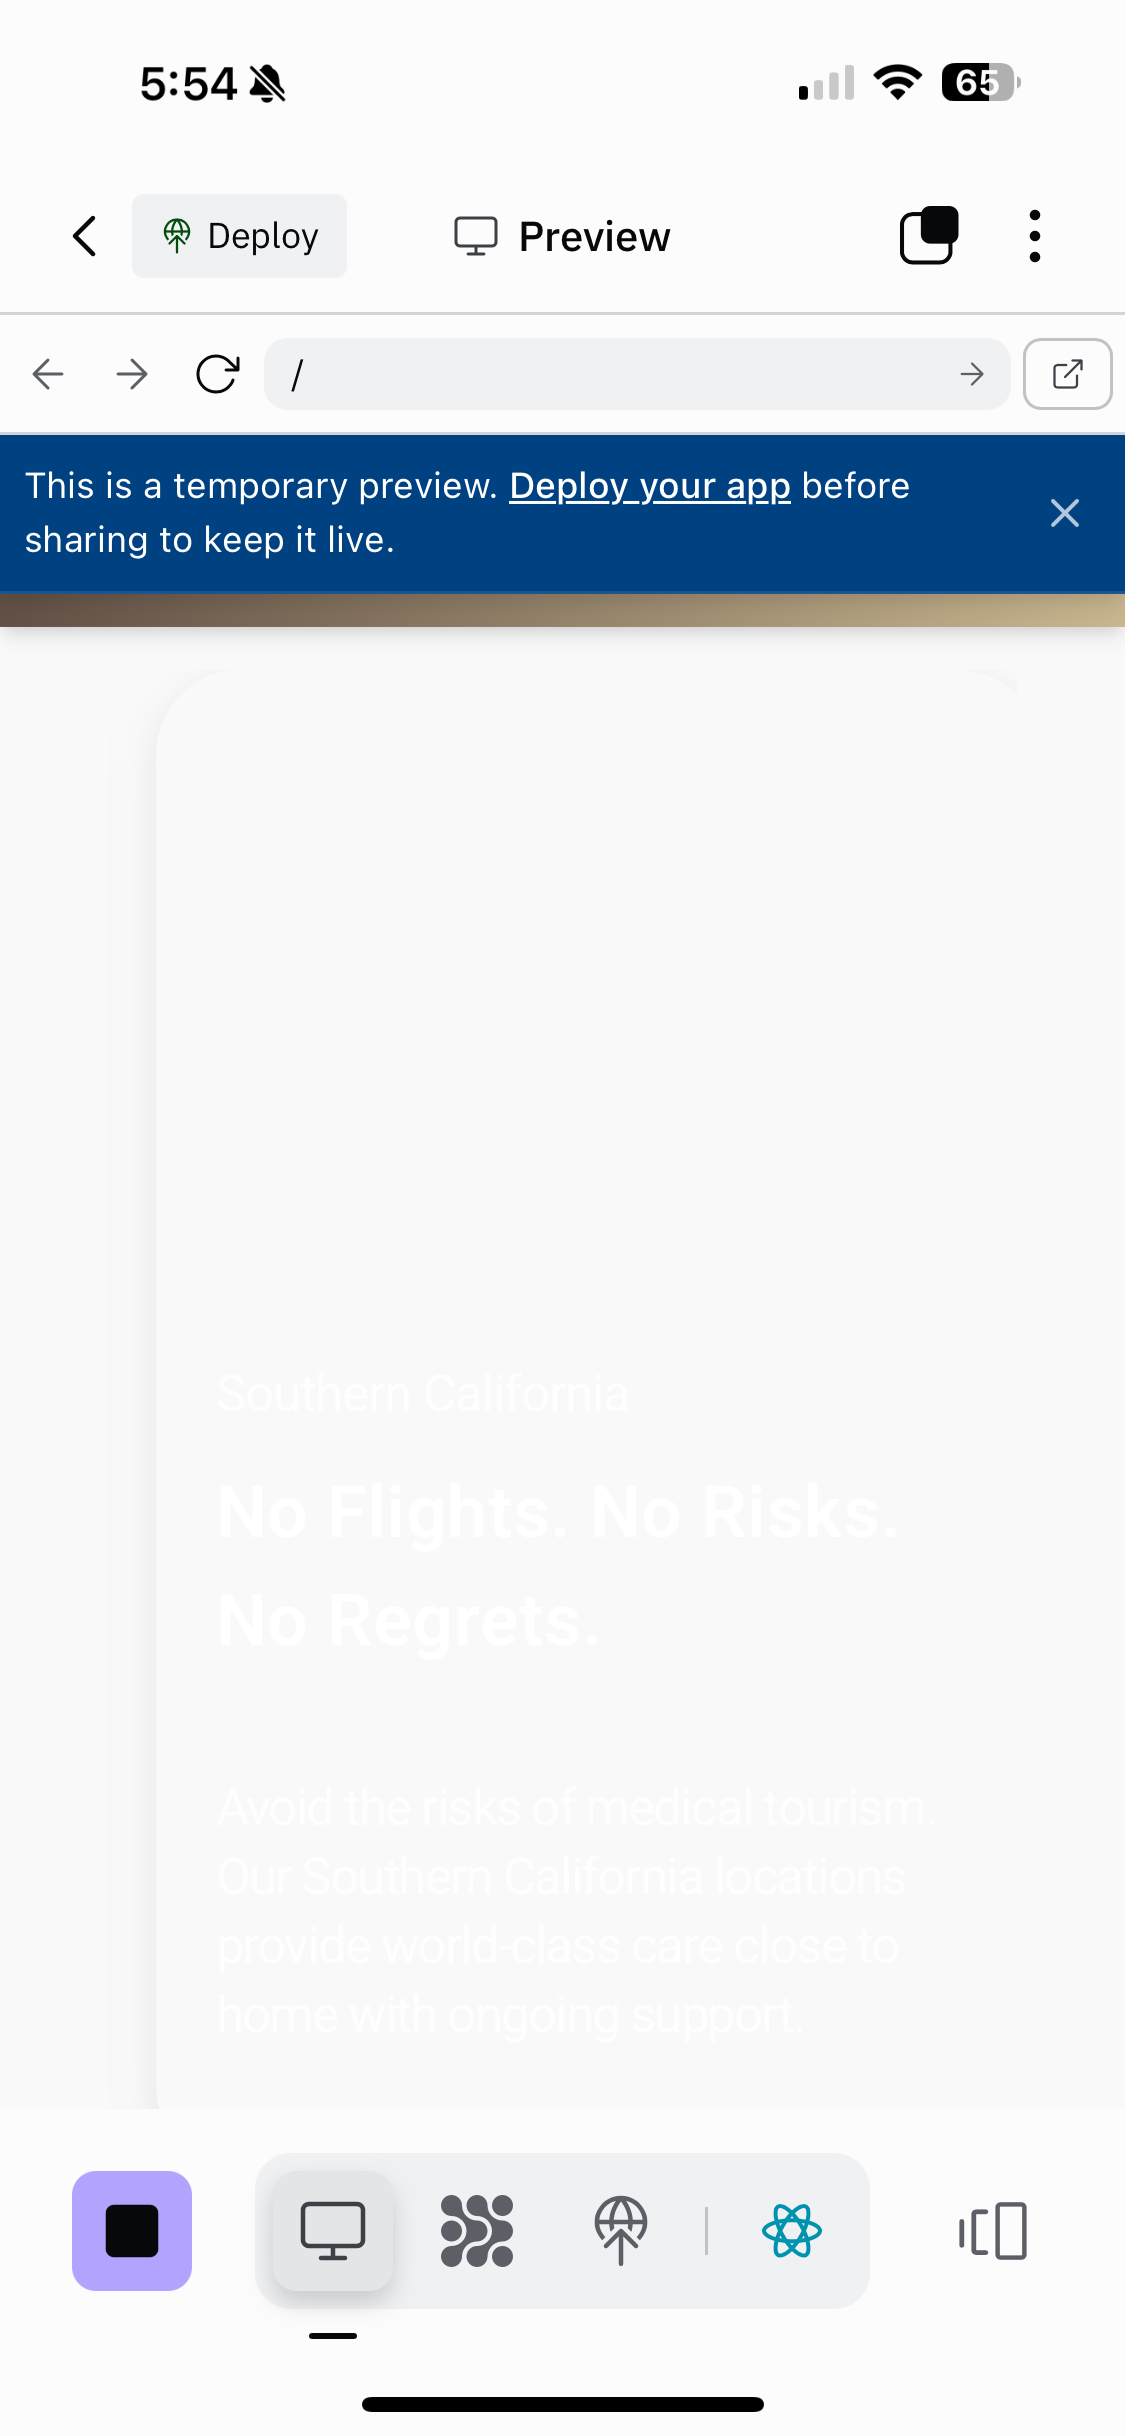 5:54
65
Deploy
Preview
/
This is a temporary preview. Deploy your app before
sharing to keep it live.
Southern California
No Flights. No Risks.
No Regrets.
Avoid the risks of medical tourism.
Our Southern California locations
provide world-class care close to
home with ongoing support.